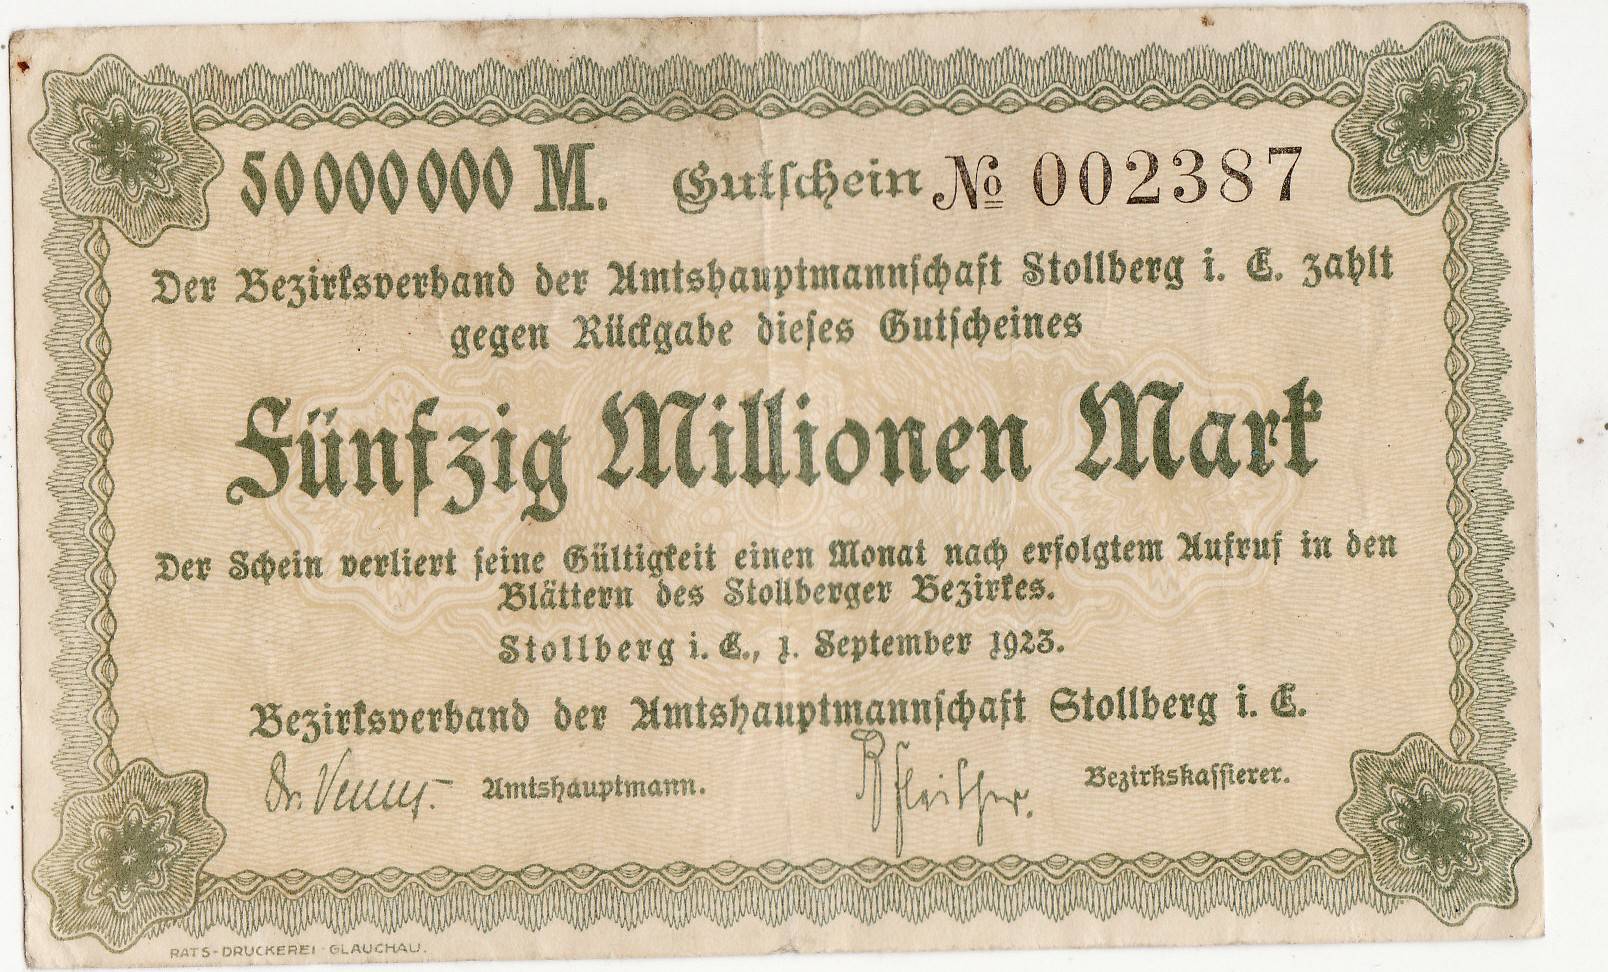 50000000 M. Gutschein № 002387
Der Bezirksverband der Amtshauptmannschaft Stollberg i. E. zahlt
gegen Rückgabe dieses Gutscheines
Fünfzig Millionen Mark
Der Schein verliert seine Gültigkeit einen Monat nach erfolgtem Aufruf in den
Blättern des Stollberger Bezirkes.
Stollberg i. E., 1. September 1923.
Bezirksverband der Amtshauptmannschaft Stollberg i. E.
Dr. Amtshauptmann. Bezirkskassierer.
RATS-DRUCKEREI GLAUCHAU.